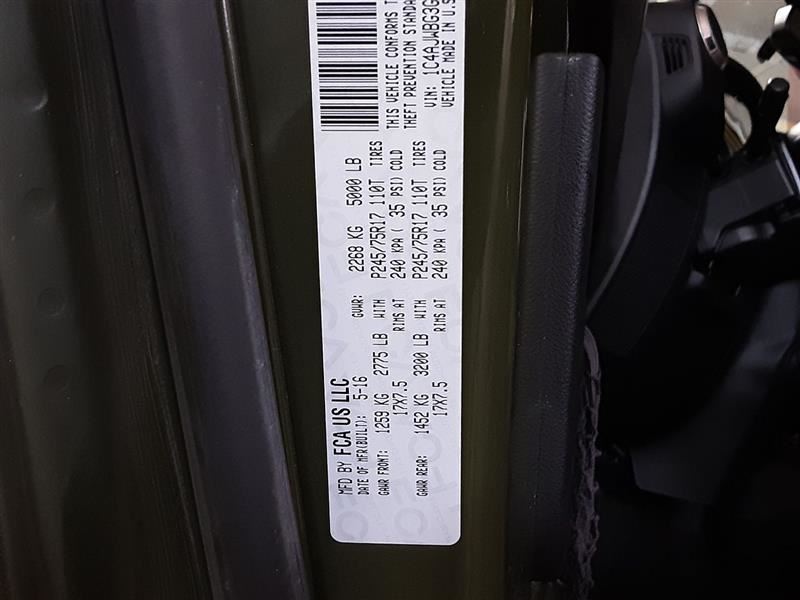 MFD BY FCA US LLC
DATE OF MFR(BUILT): 5-16 GVWR: 2268 KG 5000 LB
GAWR FRONT: 1259 KG 2775 LB WITH P245/75R17 110T TIRES
17X7.5 RIMS AT 240 KPA ( 35 PSI) COLD
GAWR REAR: 1452 KG 3200 LB WITH P245/75R17 110T TIRES
17X7.5 RIMS AT 240 KPA ( 35 PSI) COLD
THIS VEHICLE CONFORMS
THEFT PREVENTION
VIN: 1C4AJWBG3G
VEHICLE MADE IN U.S